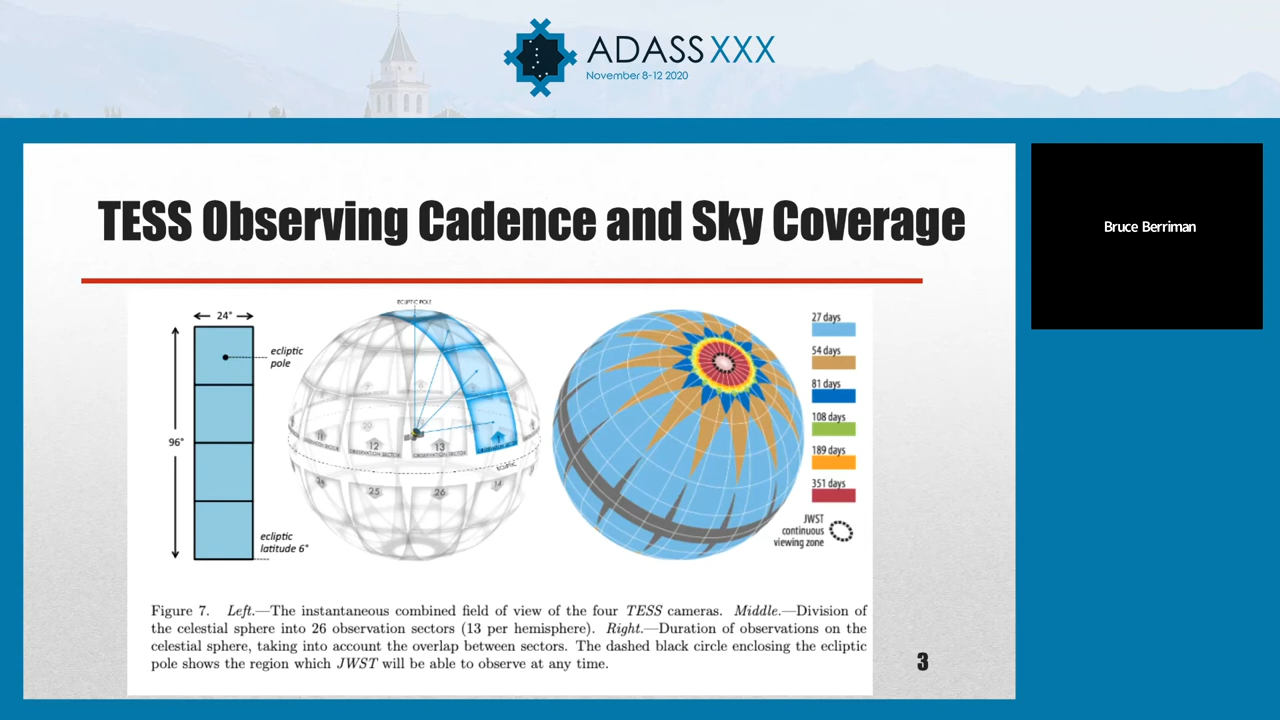 ADASS XXX
November 8-12 2020
Bruce Berriman
TESS Observing Cadence and Sky Coverage
24°
96°
ecliptic
pole
ecliptic
latitude 6°
ECLIPTIC POLE
12
OBSERVATION SECTOR
13
OBSERVATION SECTOR
ECLIPTIC
25
26
14
27 days
54 days
81 days
108 days
189 days
351 days
JWST
continuous
viewing zone
Figure 7. Left.—The instantaneous combined field of view of the four TESS cameras. Middle.—Division of
the celestial sphere into 26 observation sectors (13 per hemisphere). Right.—Duration of observations on the
celestial sphere, taking into account the overlap between sectors. The dashed black circle enclosing the ecliptic
pole shows the region which JWST will be able to observe at any time.
3